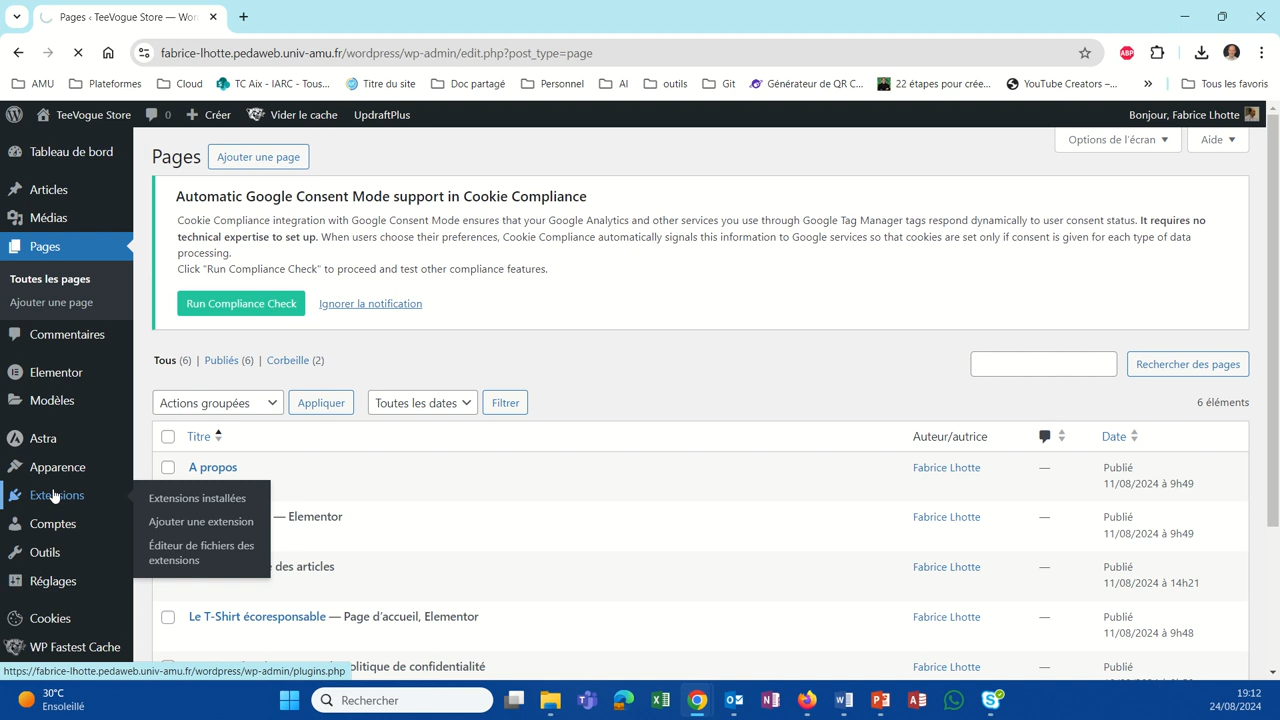 Pages ‹ TeeVogue Store — Wor
fabrice-lhotte.pedaweb.univ-amu.fr/wordpress/wp-admin/edit.php?post_type=page
ABP
AMU
Plateformes
Cloud
TC Aix - IARC - Tous...
Titre du site
Doc partagé
Personnel
AI
outils
Git
Générateur de QR C...
22 étapes pour crée...
YouTube Creators –...
»
Tous les favoris
TeeVogue Store
0
Créer
Vider le cache
UpdraftPlus
Bonjour, Fabrice Lhotte
Tableau de bord
Articles
Médias
Pages
Toutes les pages
Ajouter une page
Commentaires
Elementor
Modèles
Astra
Apparence
Extensions
Comptes
Outils
Réglages
Cookies
WP Fastest Cache
Extensions installées
Ajouter une extension
Éditeur de fichiers des
extensions
Options de l'écran
Aide
Pages
Ajouter une page
Automatic Google Consent Mode support in Cookie Compliance
Cookie Compliance integration with Google Consent Mode ensures that your Google Analytics and other services you use through Google Tag Manager tags respond dynamically to user consent status. It requires no
technical expertise to set up. When users choose their preferences, Cookie Compliance automatically signals this information to Google services so that cookies are set only if consent is given for each type of data
processing.
Click "Run Compliance Check" to proceed and test other compliance features.
Run Compliance Check
Ignorer la notification
Tous (6) | Publiés (6) | Corbeille (2)
Rechercher des pages
Actions groupées
Appliquer
Toutes les dates
Filtrer
6 éléments
Titre
Auteur/autrice
Date
A propos
Fabrice Lhotte
—
Publié
11/08/2024 à 9h49
— Elementor
Fabrice Lhotte
—
Publié
11/08/2024 à 9h49
des articles
Fabrice Lhotte
—
Publié
11/08/2024 à 14h21
Le T-Shirt écoresponsable — Page d'accueil, Elementor
Fabrice Lhotte
—
Publié
11/08/2024 à 9h48
olitique de confidentialité
Fabrice Lhotte
—
Publié
https://fabrice-lhotte.pedaweb.univ-amu.fr/wordpress/wp-admin/plugins.php
30°C
Ensoleillé
Rechercher
19:12
24/08/2024